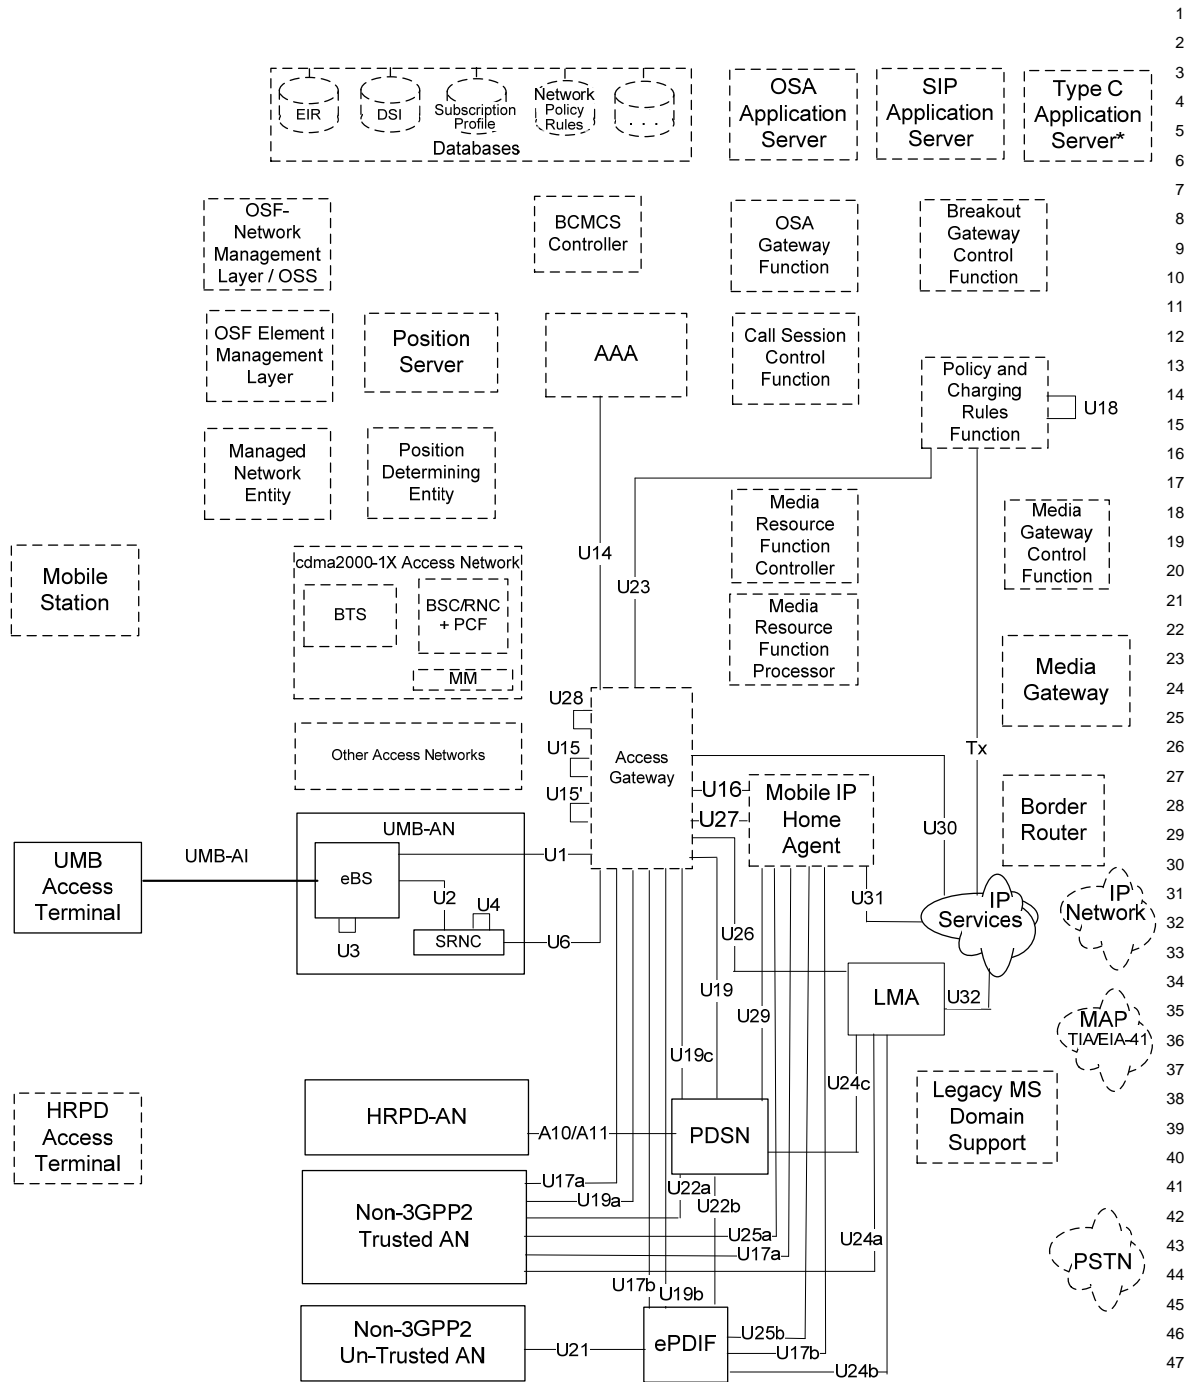 1
2
3
4
5
6
7
8
9
10
11
12
13
14
15
16
17
18
19
20
21
22
23
24
25
26
27
28
29
30
31
32
33
34
35
36
37
38
39
40
41
42
43
44
45
46
47
EIR
DSI
Subscription
Profile
Network
Policy
Rules
. . .
Databases
OSA
Application
Server
SIP
Application
Server
Type C
Application
Server*
OSF-
Network
Management
Layer / OSS
BCMCS
Controller
OSA
Gateway
Function
Breakout
Gateway
Control
Function
OSF Element
Management
Layer
Position
Server
AAA
Call Session
Control
Function
Policy and
Charging
Rules
Function
U18
Managed
Network
Entity
Position
Determining
Entity
Media
Resource
Function
Controller
Media
Gateway
Control
Function
U14
U23
Mobile
Station
cdma2000-1X Access Network
BTS
BSC/RNC
+ PCF
MM
Media
Resource
Function
Processor
Media
Gateway
U28
U15
U15'
Other Access Networks
Access
Gateway
Tx
U16
U27
Mobile IP
Home
Agent
U30
Border
Router
UMB
Access
Terminal
UMB-AI
UMB-AN
eBS
U1
U2
U4
U3
SRNC
U6
U31
IP
Services
IP
Network
U26
U19
U29
LMA
U32
MAP
TIA/EIA-41
U19c
U24c
HRPD
Access
Terminal
HRPD-AN
A10/A11
PDSN
Legacy MS
Domain
Support
U17a
U19a
U22a
U22b
Non-3GPP2
Trusted AN
U25a
U17a
U24a
PSTN
U17b
U19b
Non-3GPP2
Un-Trusted AN
U21
ePDIF
U25b
U17b
U24b